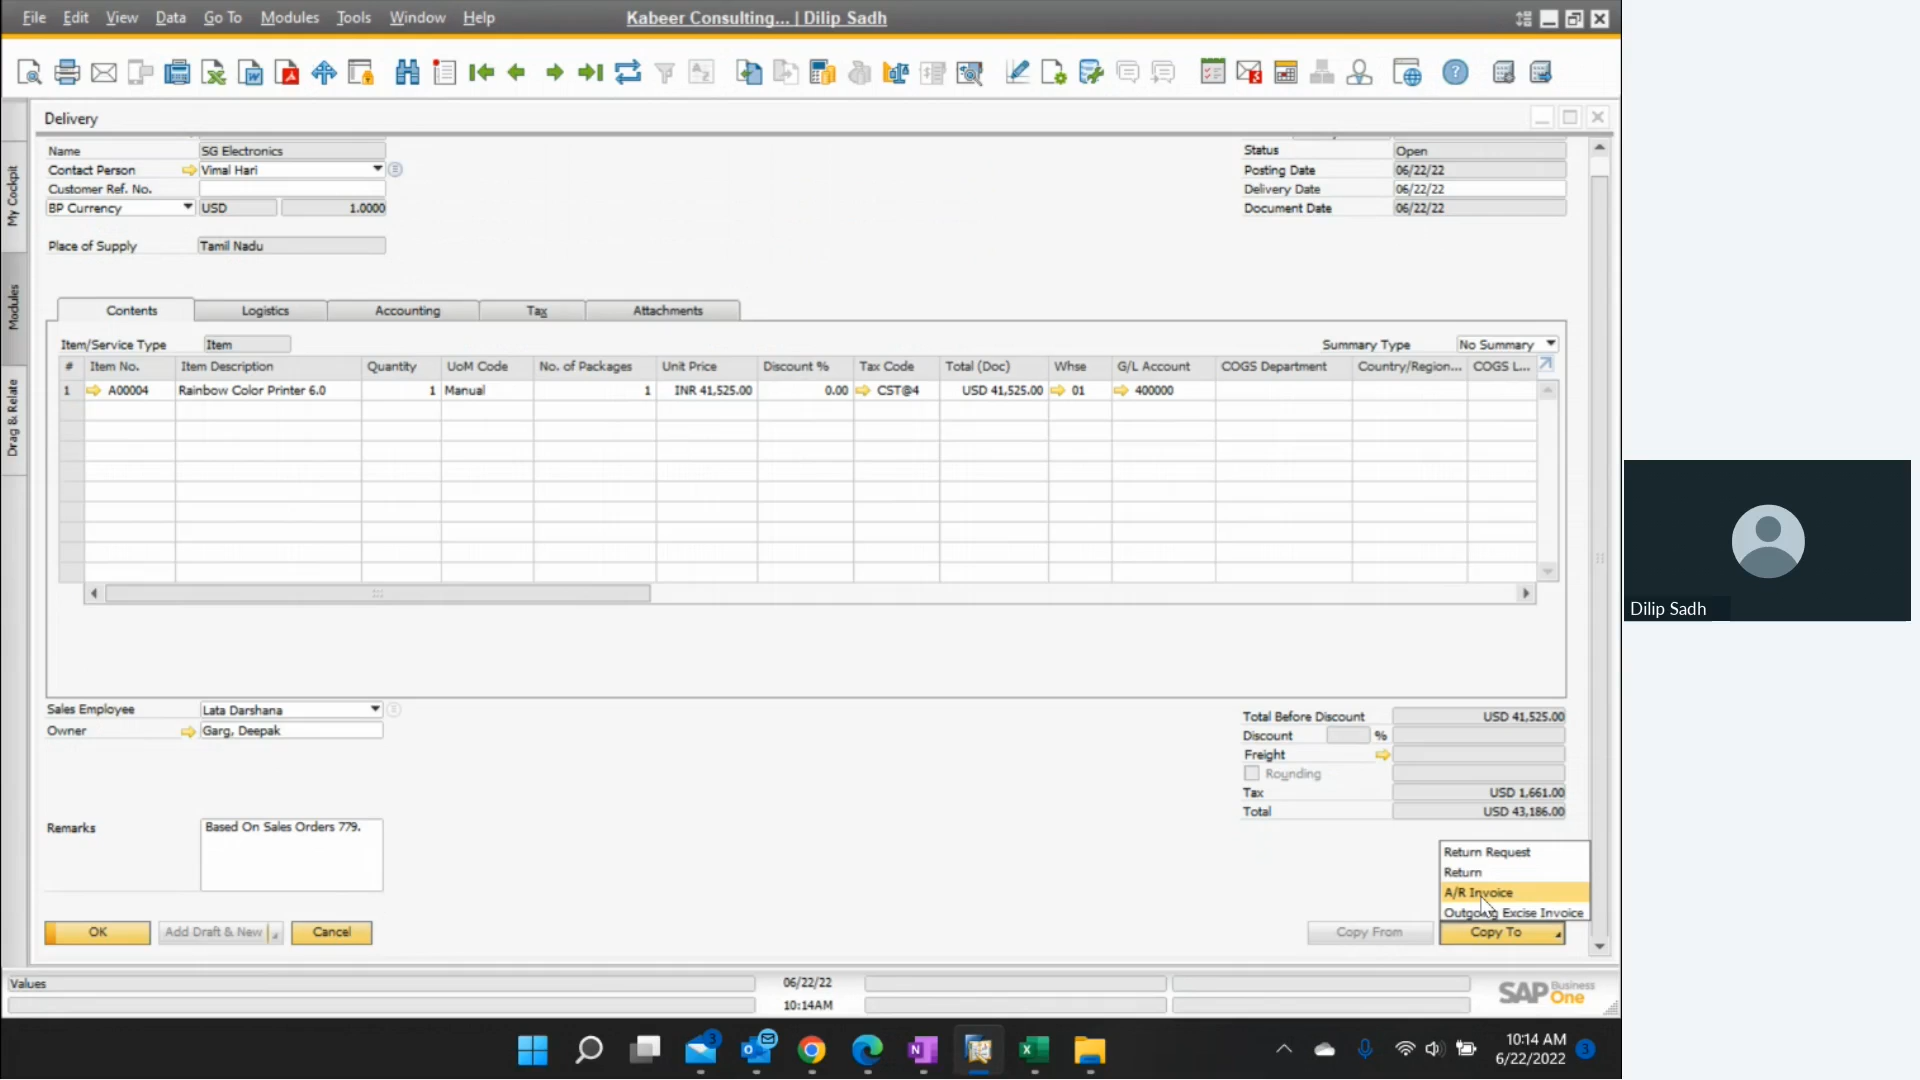 File Edit View Data Go To Modules Tools Window Help
Kabeer Consulting... | Dilip Sadh
Delivery
My Cockpit
Modules
Drag & Relate
Name SG Electronics
Contact Person Vimal Hari
Customer Ref. No.
BP Currency USD 1.0000
Place of Supply Tamil Nadu
Status Open
Posting Date 06/22/22
Delivery Date 06/22/22
Document Date 06/22/22
Contents Logistics Accounting Tax Attachments
Item/Service Type Item Summary Type No Summary
# Item No. Item Description Quantity UoM Code No. of Packages Unit Price Discount % Tax Code Total (Doc) Whse G/L Account COGS Department Country/Region... COGS L...
1 A00004 Rainbow Color Printer 6.0 1 Manual 1 INR 41,525.00 0.00 CST@4 USD 41,525.00 01 400000
Sales Employee Lata Darshana
Owner Garg, Deepak
Total Before Discount USD 41,525.00
Discount %
Freight
Rounding
Tax USD 1,661.00
Total USD 43,186.00
Remarks Based On Sales Orders 779.
Return Request
Return
A/R Invoice
Outgoing Excise Invoice
OK Add Draft & New Cancel Copy From Copy To
Values 06/22/22
10:14AM
SAP Business One
10:14 AM
6/22/2022
3
3
Dilip Sadh